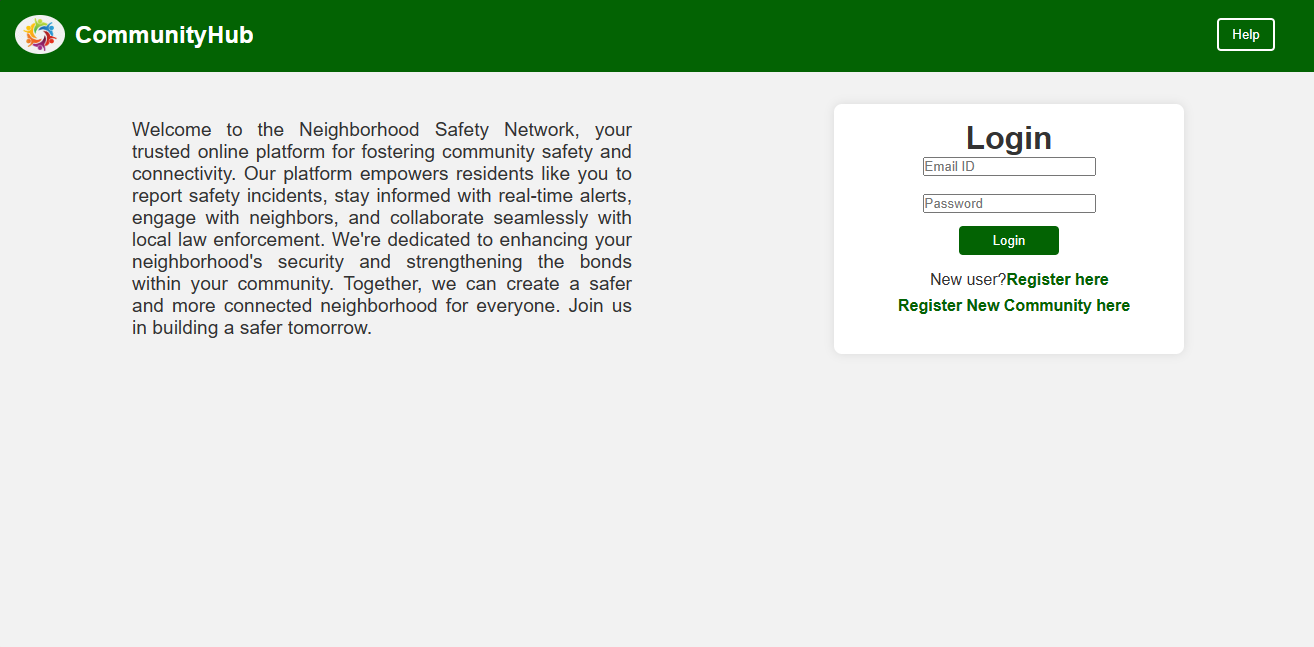 CommunityHub
Help
Welcome to the Neighborhood Safety Network, your
trusted online platform for fostering community safety and
connectivity. Our platform empowers residents like you to
report safety incidents, stay informed with real-time alerts,
engage with neighbors, and collaborate seamlessly with
local law enforcement. We're dedicated to enhancing your
neighborhood's security and strengthening the bonds
within your community. Together, we can create a safer
and more connected neighborhood for everyone. Join us
in building a safer tomorrow.
Login
Email ID
Password
Login
New user?Register here
Register New Community here